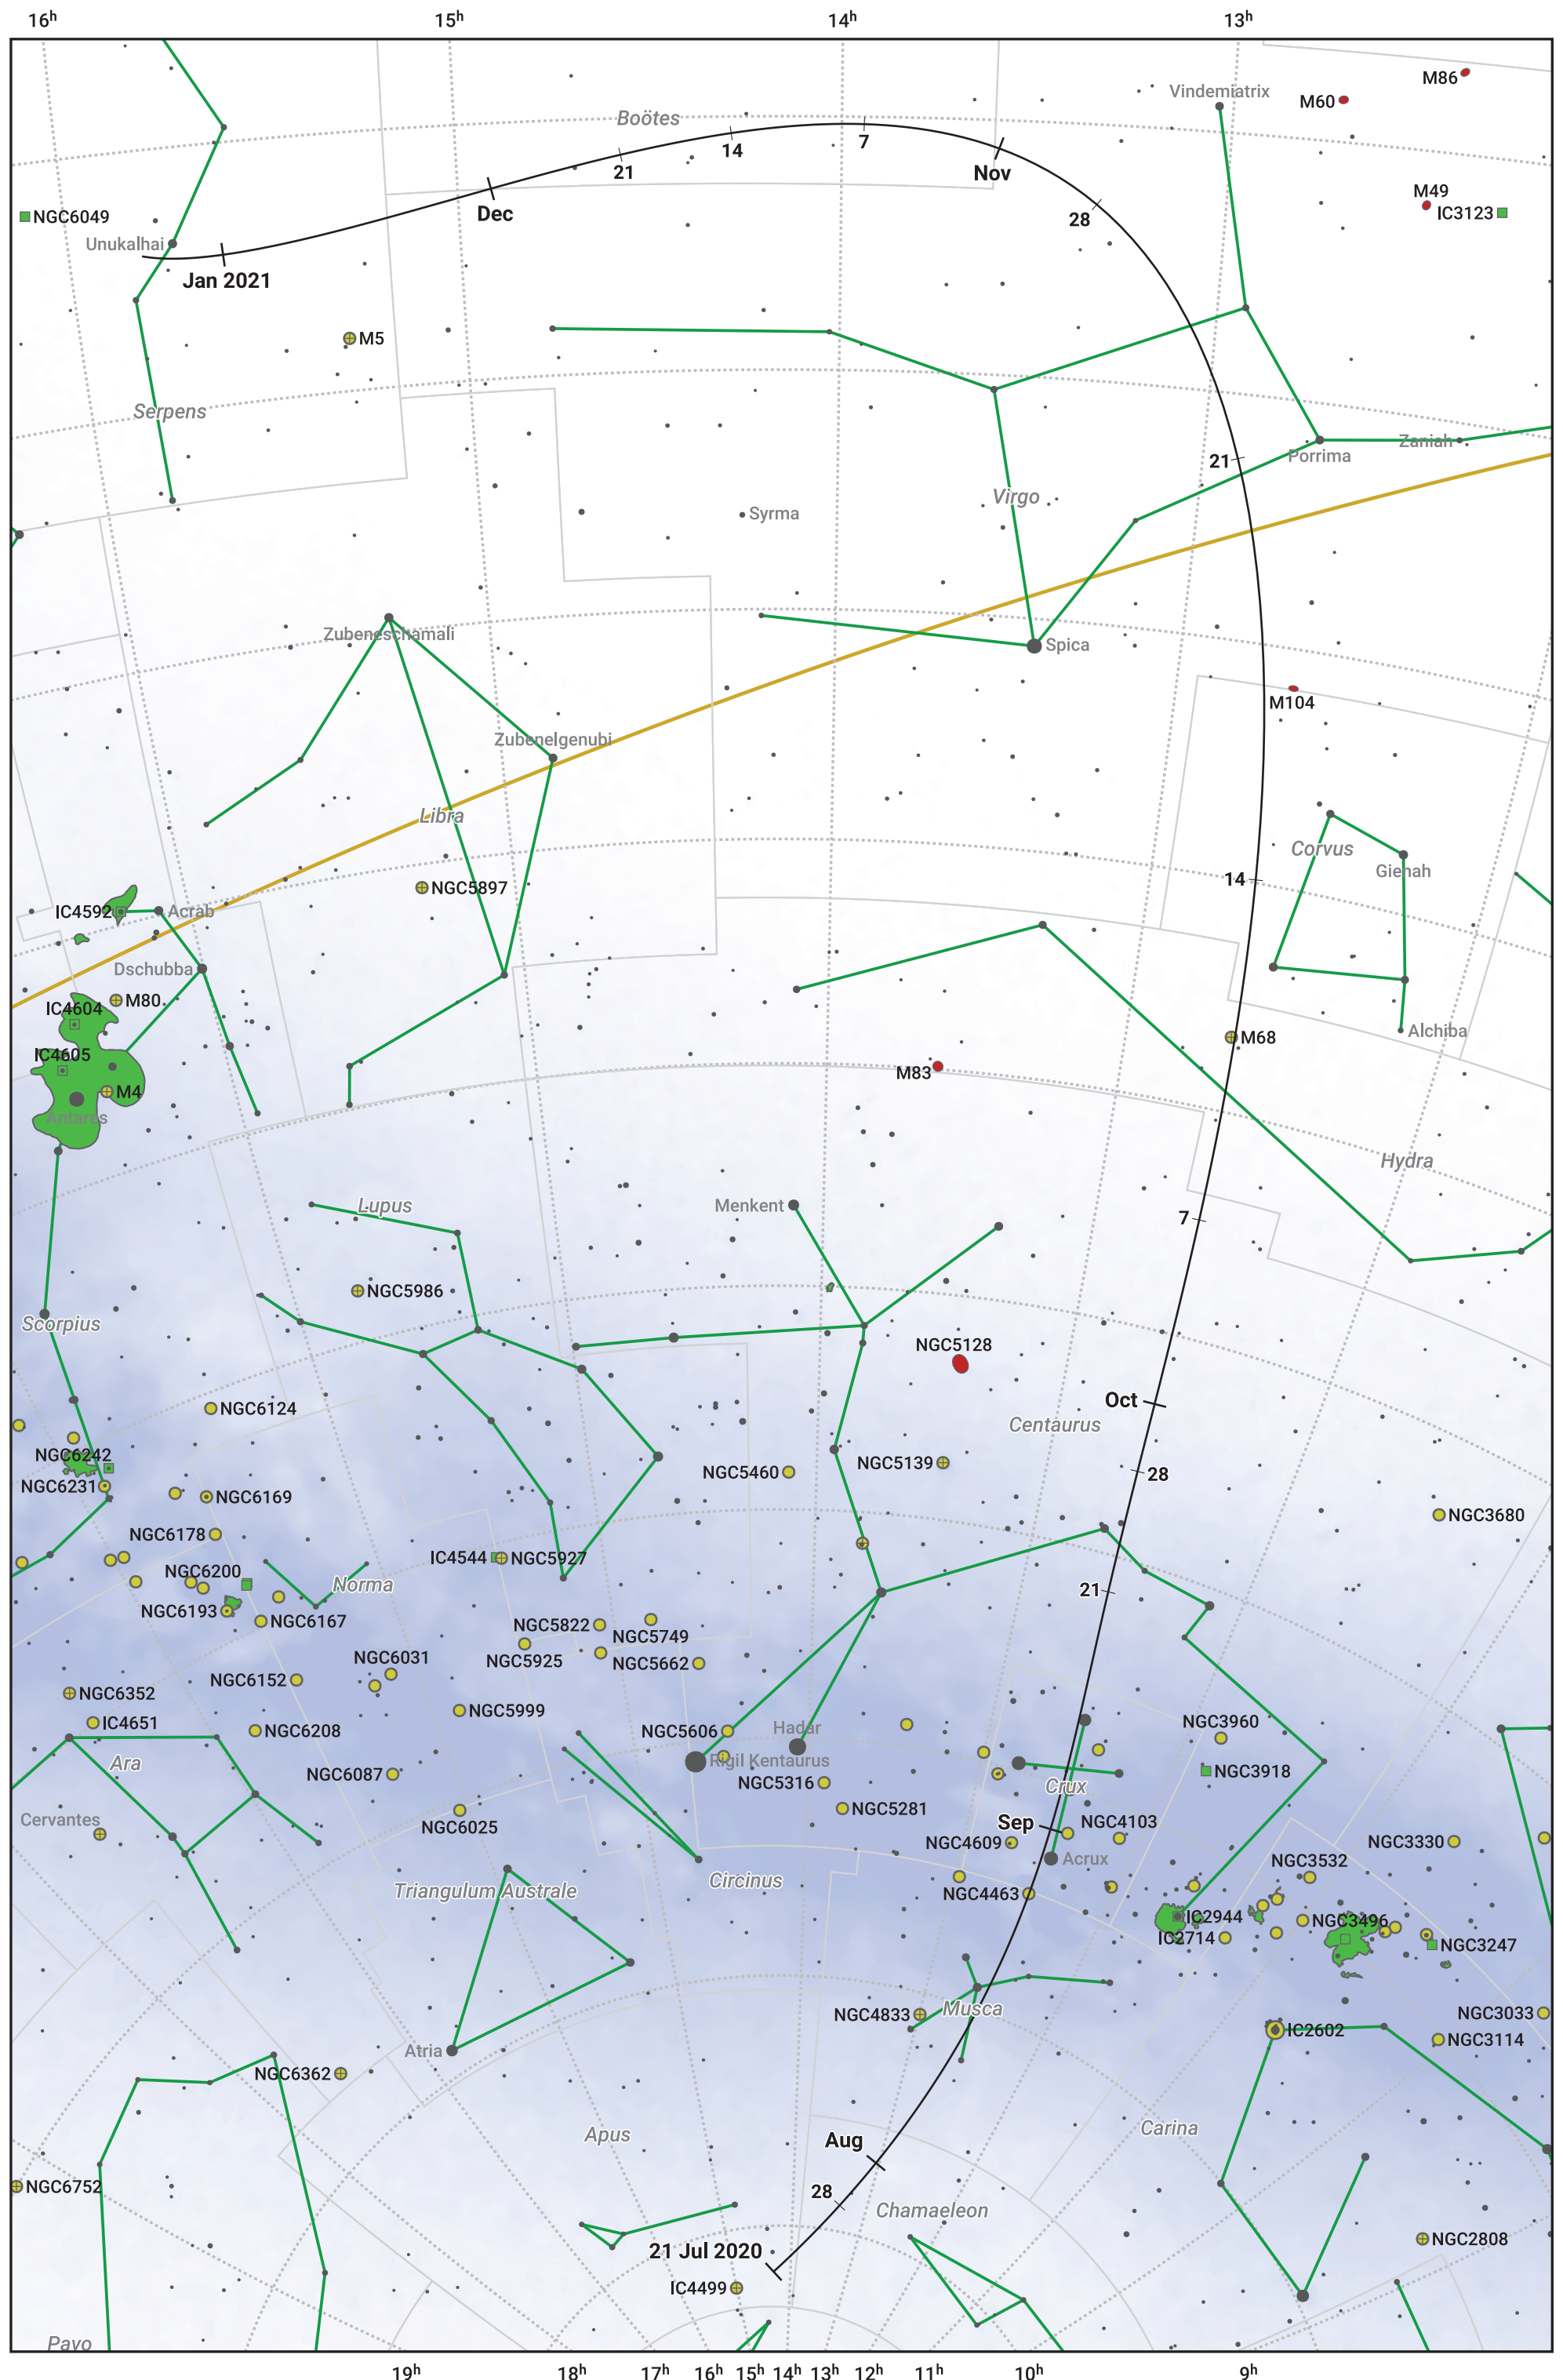 16h 15h 14h 13h
M86
Vindemiatrix
M60
Boötes
14
7
21
Nov
M49
Dec
28
IC3123
NGC6049
Unukalhai
Jan 2021
M5
Serpens
Zaniah
Porrima
21
Virgo
Syrma
Zubeneschamali
Spica
M104
Zubenelgenubi
Libra
Corvus
Gienah
14
NGC5897
IC4592
Acrab
Dschubba
M80
IC4604
Alchiba
M68
IC4605
M83
M4
Antares
Hydra
Lupus
Menkent
7
NGC5986
Scorpius
NGC5128
Oct
NGC6124
Centaurus
NGC6242
NGC5139
NGC5460
28
NGC6231
NGC6169
NGC3680
NGC6178
IC4544
NGC5927
NGC6200
Norma
21
NGC6193
NGC6167
NGC5822
NGC5749
NGC6031
NGC5925
NGC5662
NGC6152
NGC6352
NGC5999
IC4651
NGC6208
NGC5606
Hadar
NGC3960
Ara
Rigil Kentaurus
NGC6087
NGC5316
Crux
NGC3918
NGC5281
Cervantes
NGC6025
Sep
NGC4103
NGC4609
NGC3330
Acrux
NGC3532
Circinus
Triangulum Australe
NGC4463
IC2944
NGC3496
IC2714
NGC3247
Musca
NGC4833
NGC3033
IC2602
NGC3114
Atria
NGC6362
Apus
Carina
Aug
NGC6752
28
Chamaeleon
NGC2808
21 Jul 2020
IC4499
Pavo
19h 18h 17h 16h 15h 14h 13h 12h 11h 10h 9h